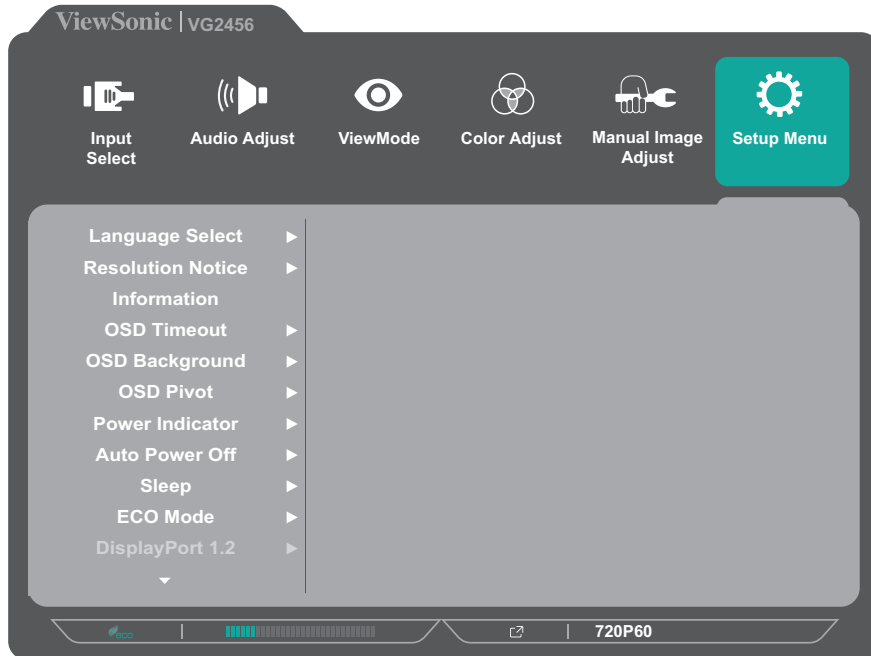 ViewSonic | VG2456
Input
Select
Audio Adjust
ViewMode
Color Adjust
Manual Image
Adjust
Setup Menu
Language Select
Resolution Notice
Information
OSD Timeout
OSD Background
OSD Pivot
Power Indicator
Auto Power Off
Sleep
ECO Mode
DisplayPort 1.2
eco
720P60